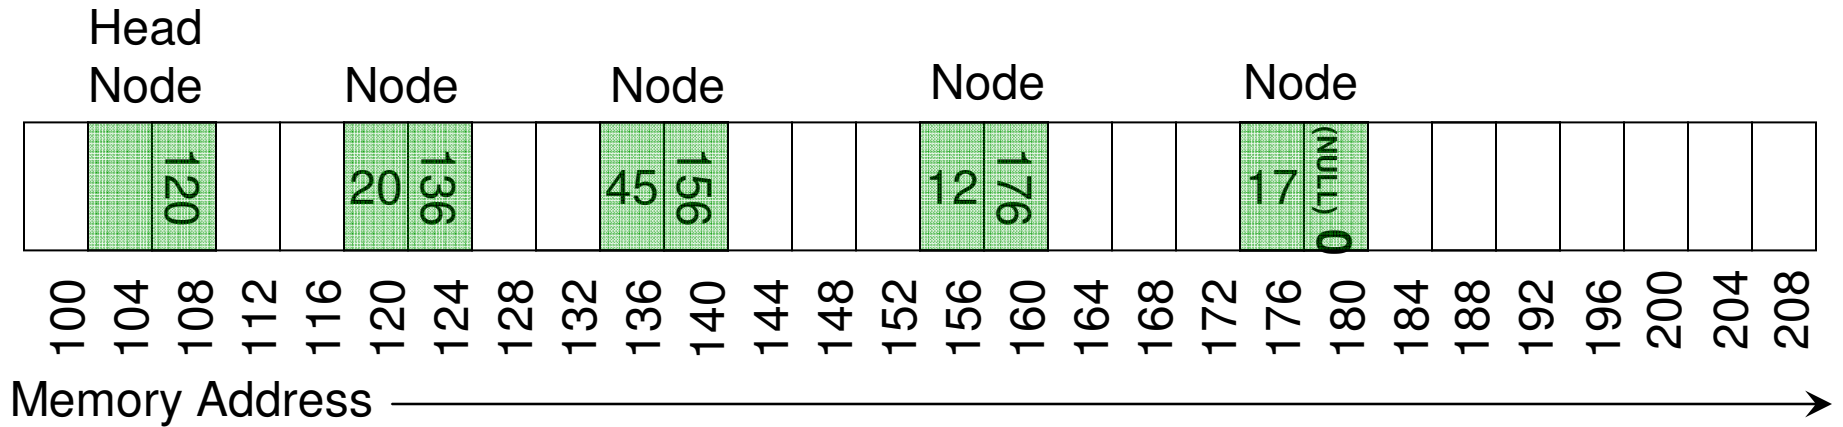 Head
Node Node Node Node Node
120 20 136 45 156 12 176 17 (NULL) 0
100 104 108 112 116 120 124 128 132 136 140 144 148 152 156 160 164 168 172 176 180 184 188 192 196 200 204 208
Memory Address